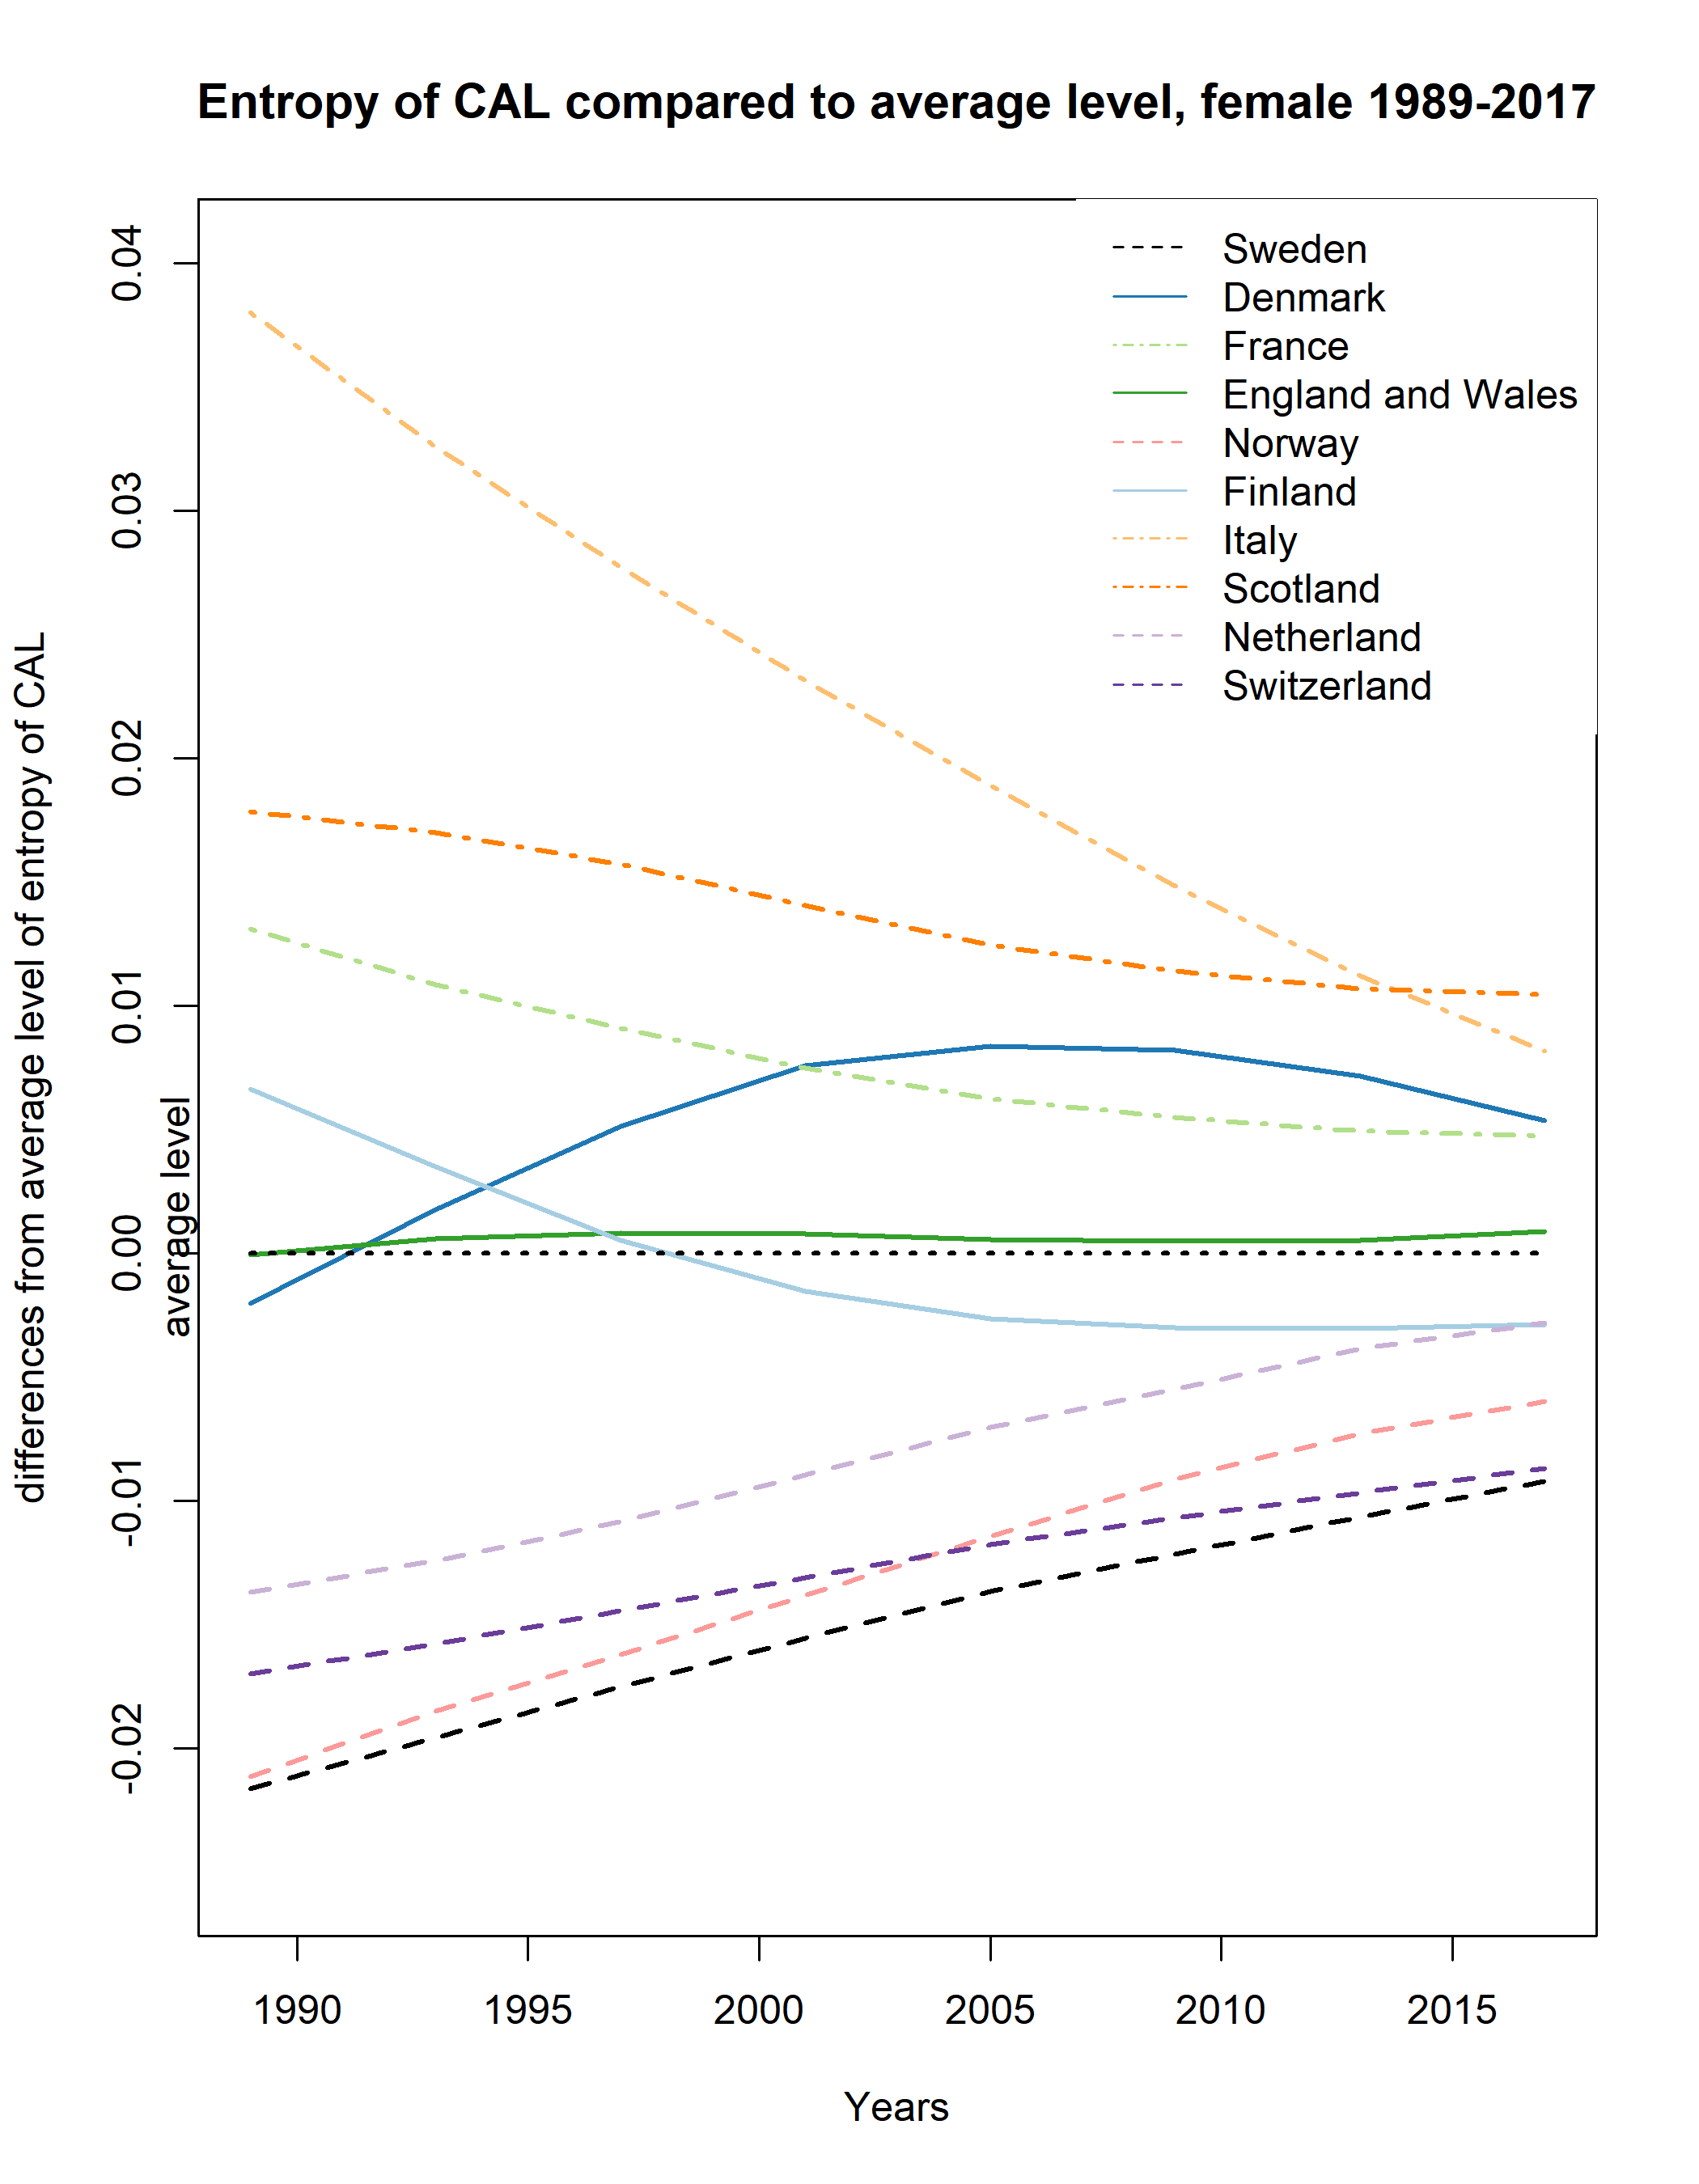 Entropy of CAL compared to average level, female 1989-2017
differences from average level of entropy of CAL
average level
0.04
0.03
0.02
0.01
0.00
-0.01
-0.02
Sweden
Denmark
France
England and Wales
Norway
Finland
Italy
Scotland
Netherland
Switzerland
1990 1995 2000 2005 2010 2015
Years